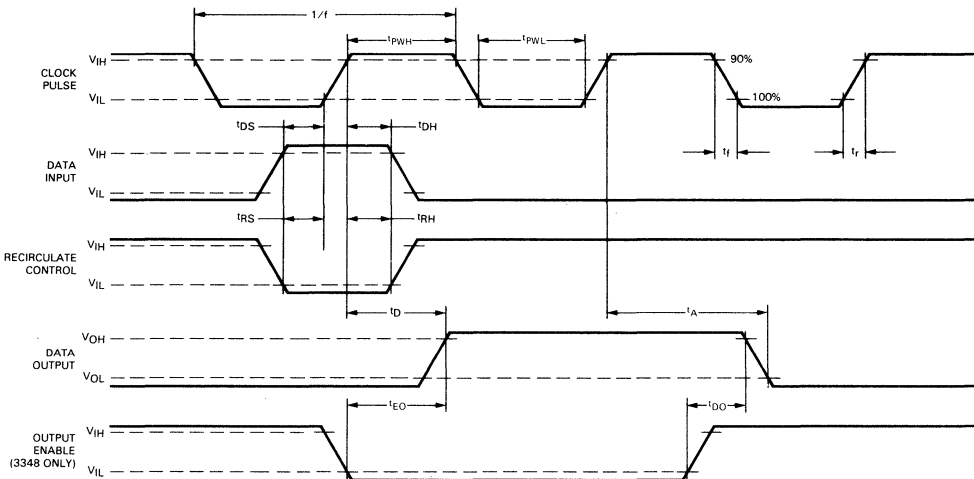 1/f
tPWH
tPWL
VIH
90%
CLOCK
PULSE
VIL
100%
tDS
tDH
tf
tr
VIH
DATA
INPUT
VIL
tRS
tRH
VIH
RECIRCULATE
CONTROL
VIL
tD
tA
VOH
DATA
OUTPUT
VOL
tEO
tDO
VIH
OUTPUT
ENABLE
(3348 ONLY)
VIL